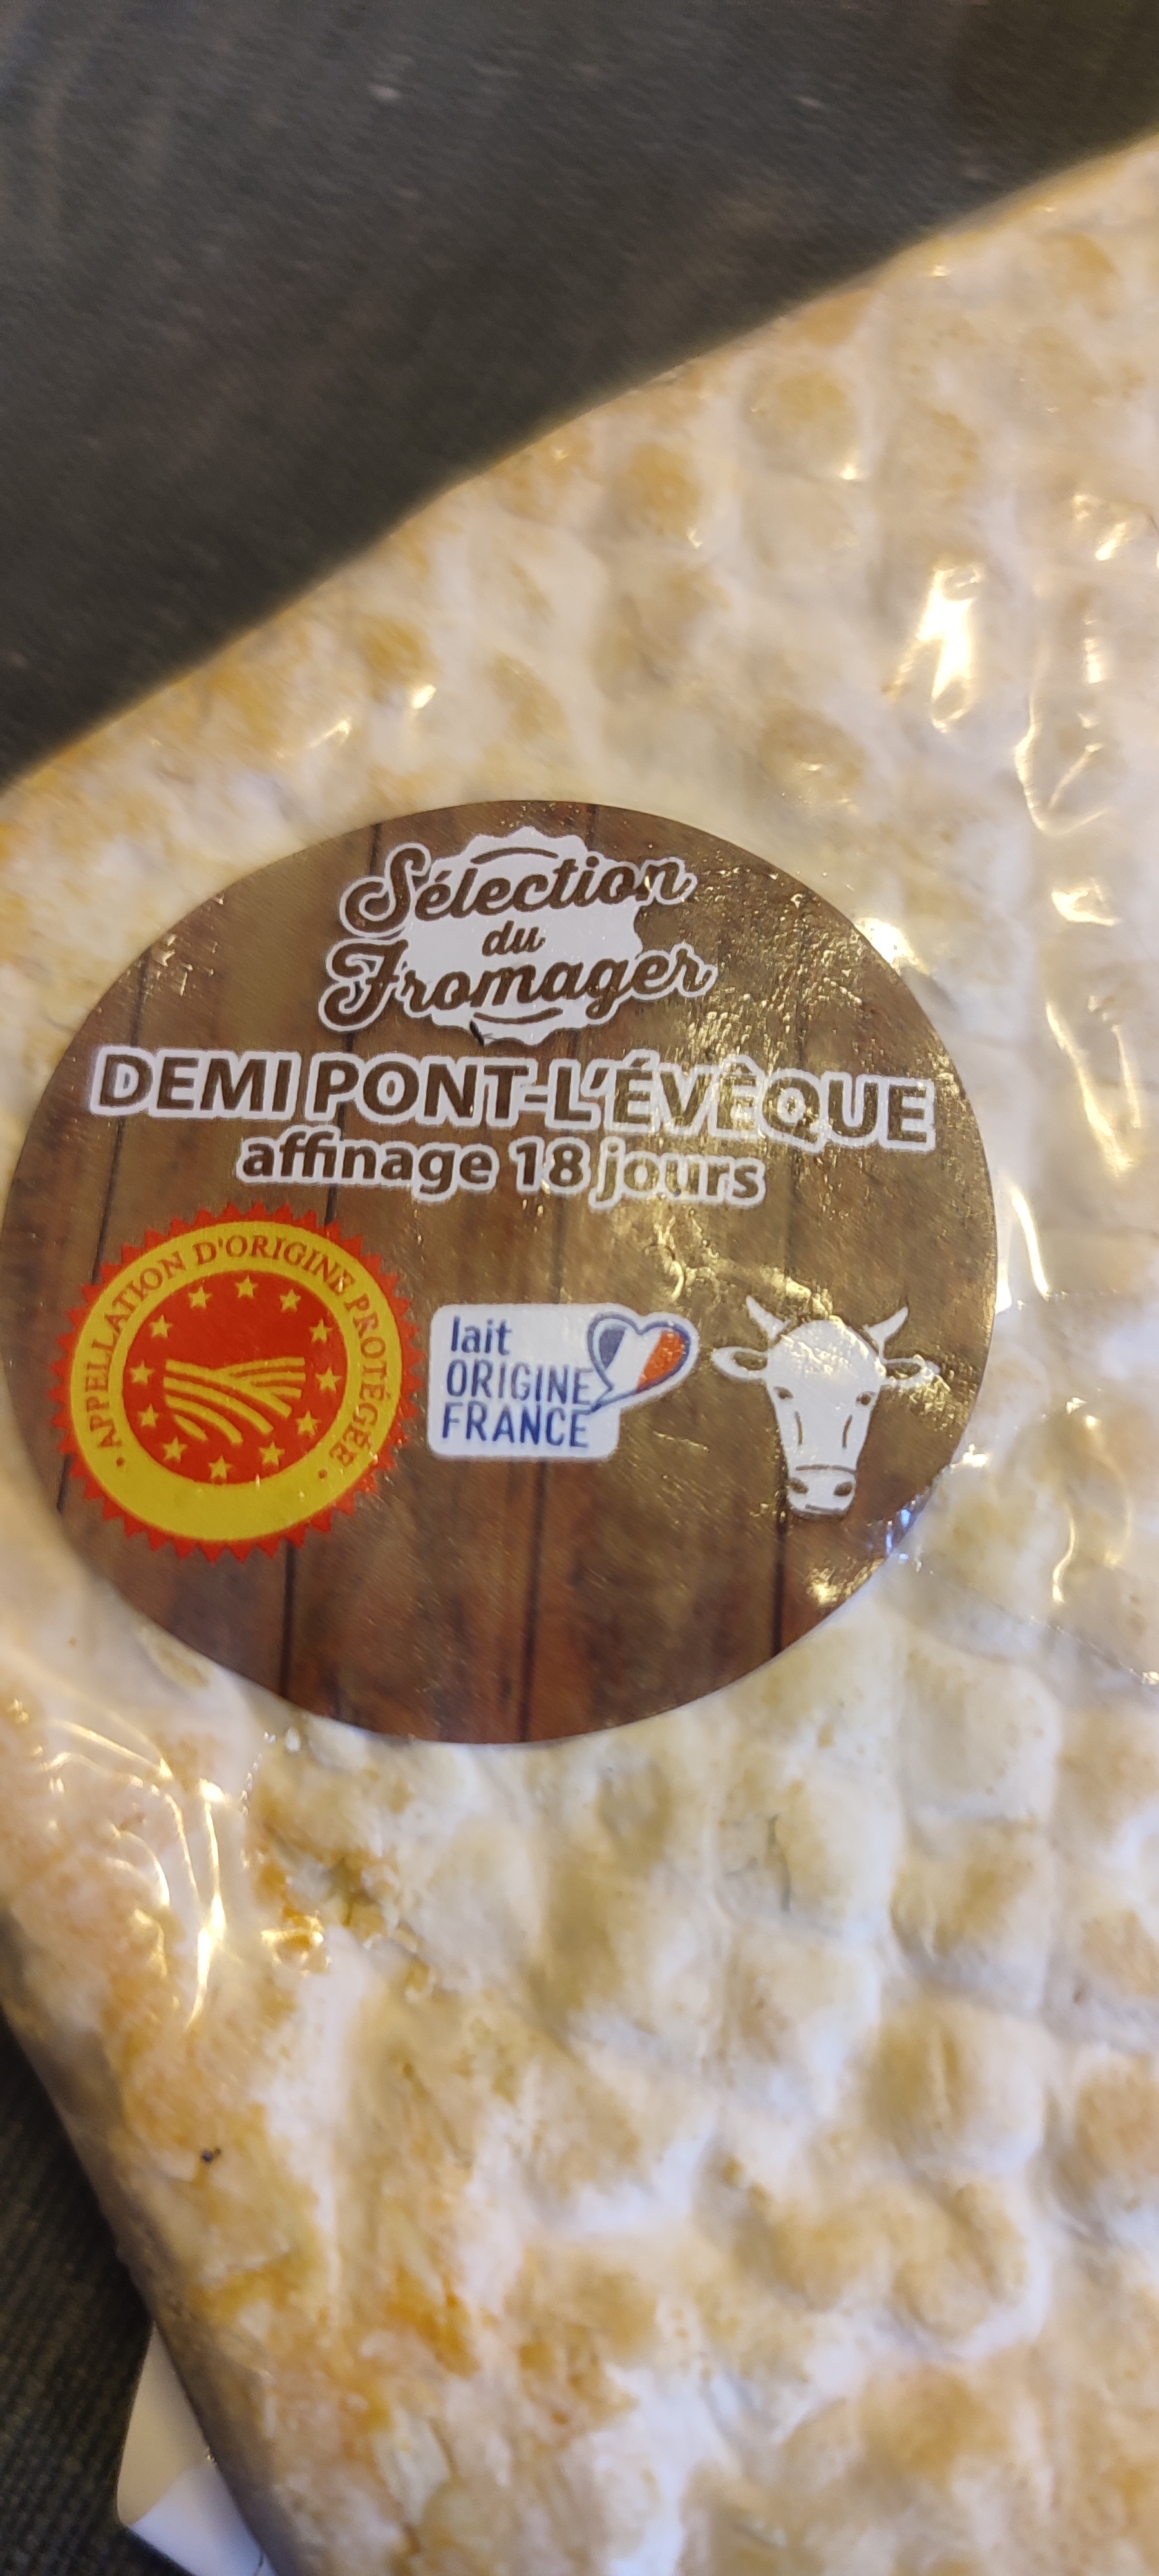 Sélection
du
Fromager
DEMI PONT-L'ÉVÊQUE
affinage 18 jours
APPELLATION D'ORIGINE PROTÉGÉE
lait
ORIGINE
FRANCE